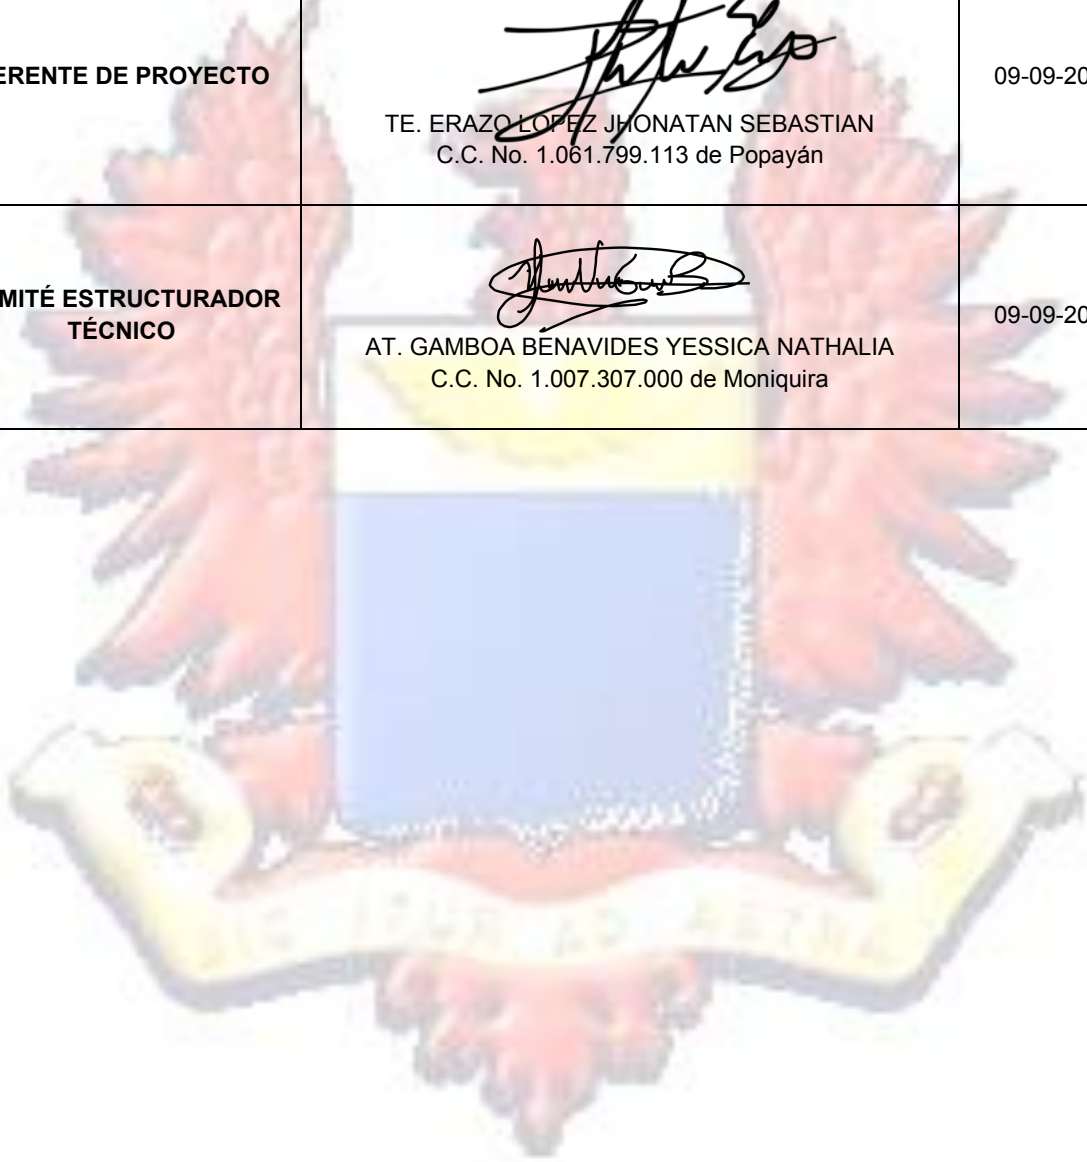 ERENTE DE PROYECTO
TE. ERAZO LOPEZ JHONATAN SEBASTIAN
C.C. No. 1.061.799.113 de Popayán
09-09-20
MITÉ ESTRUCTURADOR
TÉCNICO
AT. GAMBOA BENAVIDES YESSICA NATHALIA
C.C. No. 1.007.307.000 de Moniquira
09-09-20